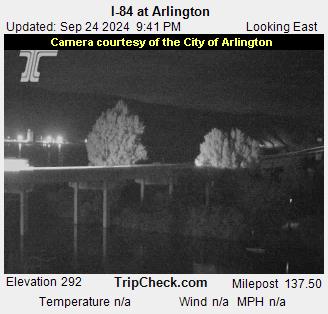 I-84 at Arlington
Updated: Sep 24 2024 9:41 PM Looking East
Camera courtesy of the City of Arlington
Elevation 292 TripCheck.com Milepost 137.50
Temperature n/a Wind n/a MPH n/a